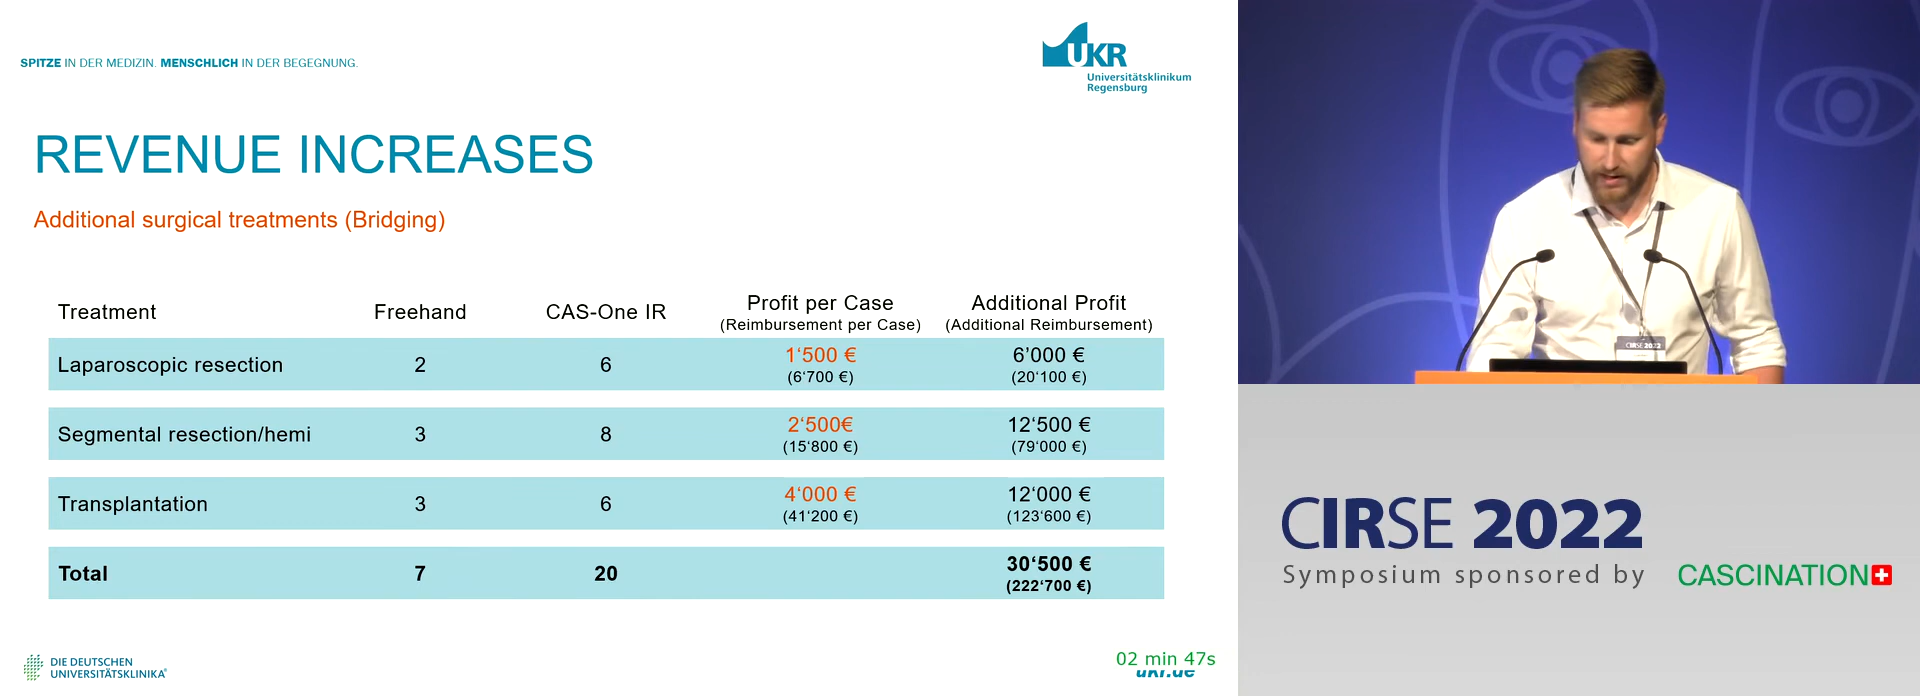 SPITZE IN DER MEDIZIN. MENSCHLICH IN DER BEGEGNUNG.
UKR
Universitätsklinikum
Regensburg
REVENUE INCREASES
Additional surgical treatments (Bridging)
Treatment Freehand CAS-One IR Profit per Case Additional Profit
(Reimbursement per Case) (Additional Reimbursement)
Laparoscopic resection 2 6 1‘500 € 6’000 €
(6‘700 €) (20‘100 €)
Segmental resection/hemi 3 8 2‘500€ 12‘500 €
(15‘800 €) (79‘000 €)
Transplantation 3 6 4‘000 € 12‘000 €
(41‘200 €) (123‘600 €)
Total 7 20 30‘500 €
(222‘700 €)
DIE DEUTSCHEN
UNIVERSITÄTSKLINIKA®
02 min 47s
ukr.de
CIRSE 2022
CIRSE 2022
Symposium sponsored by CASCINATION